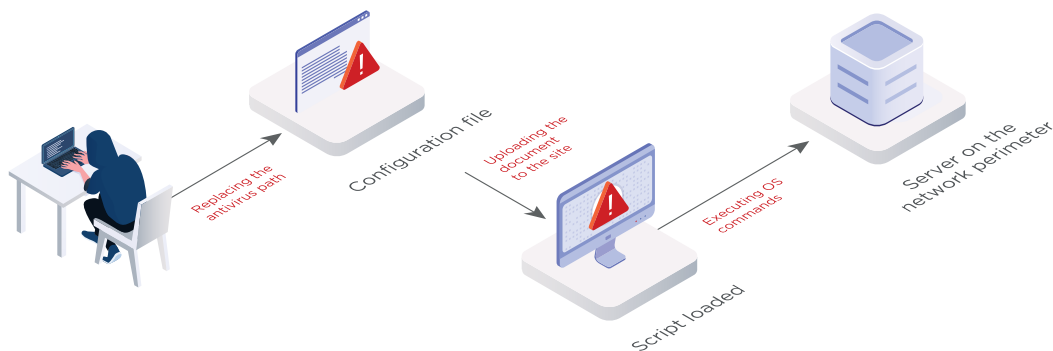 Replacing the
antivirus path
Configuration file
Uploading the
document
to the site
Script loaded
Executing OS
commands
Server on the
network perimeter